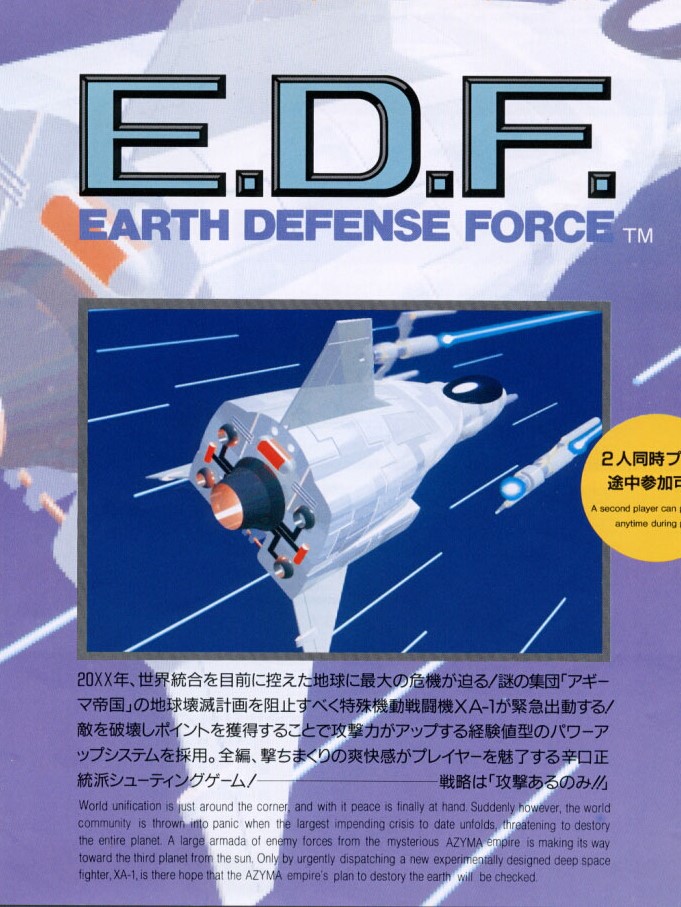 E.D.F.
EARTH DEFENSE FORCE TM
2人同時プ
途中参加可
A second player can
anytime during
20XX年、世界統合を目前に控えた地球に最大の危機が迫る!謎の集団「アギー
マ帝国」の地球壊滅計画を阻止すべく特殊機動戦闘機XA-1が緊急出動する!
敵を破壊しポイントを獲得することで攻撃力がアップする経験値型のパワーア
ップシステムを採用。全編、撃ちまくりの爽快感がプレイヤーを魅了する辛口正
統派シューティングゲーム!――――――――戦略は「攻撃あるのみ!!」
World unification is just around the corner, and with it peace is finally at hand. Suddenly however, the world
community is thrown into panic when the largest impending crisis to date unfolds, threatening to destory
the entire planet. A large armada of enemy forces from the mysterious AZYMA empire is making its way
toward the third planet from the sun. Only by urgently dispatching a new experimentally designed deep space
fighter, XA-1, is there hope that the AZYMA empire's plan to destory the earth will be checked.